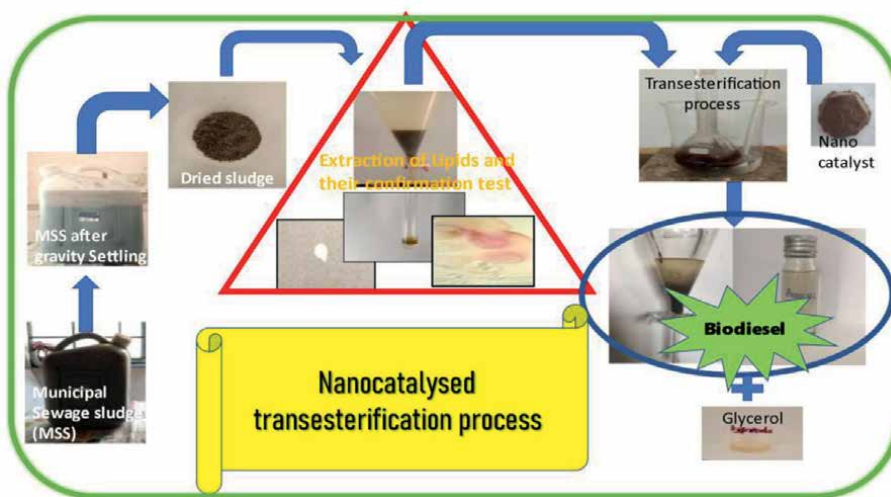 Municipal
Sewage sludge
(MSS)
MSS after
gravity Settling
Dried sludge
Extraction of Lipids and
their confirmation test
Transesterification
process
Nano
catalyst
Biodiesel
Glycerol
Nanocatalysed
transesterification process